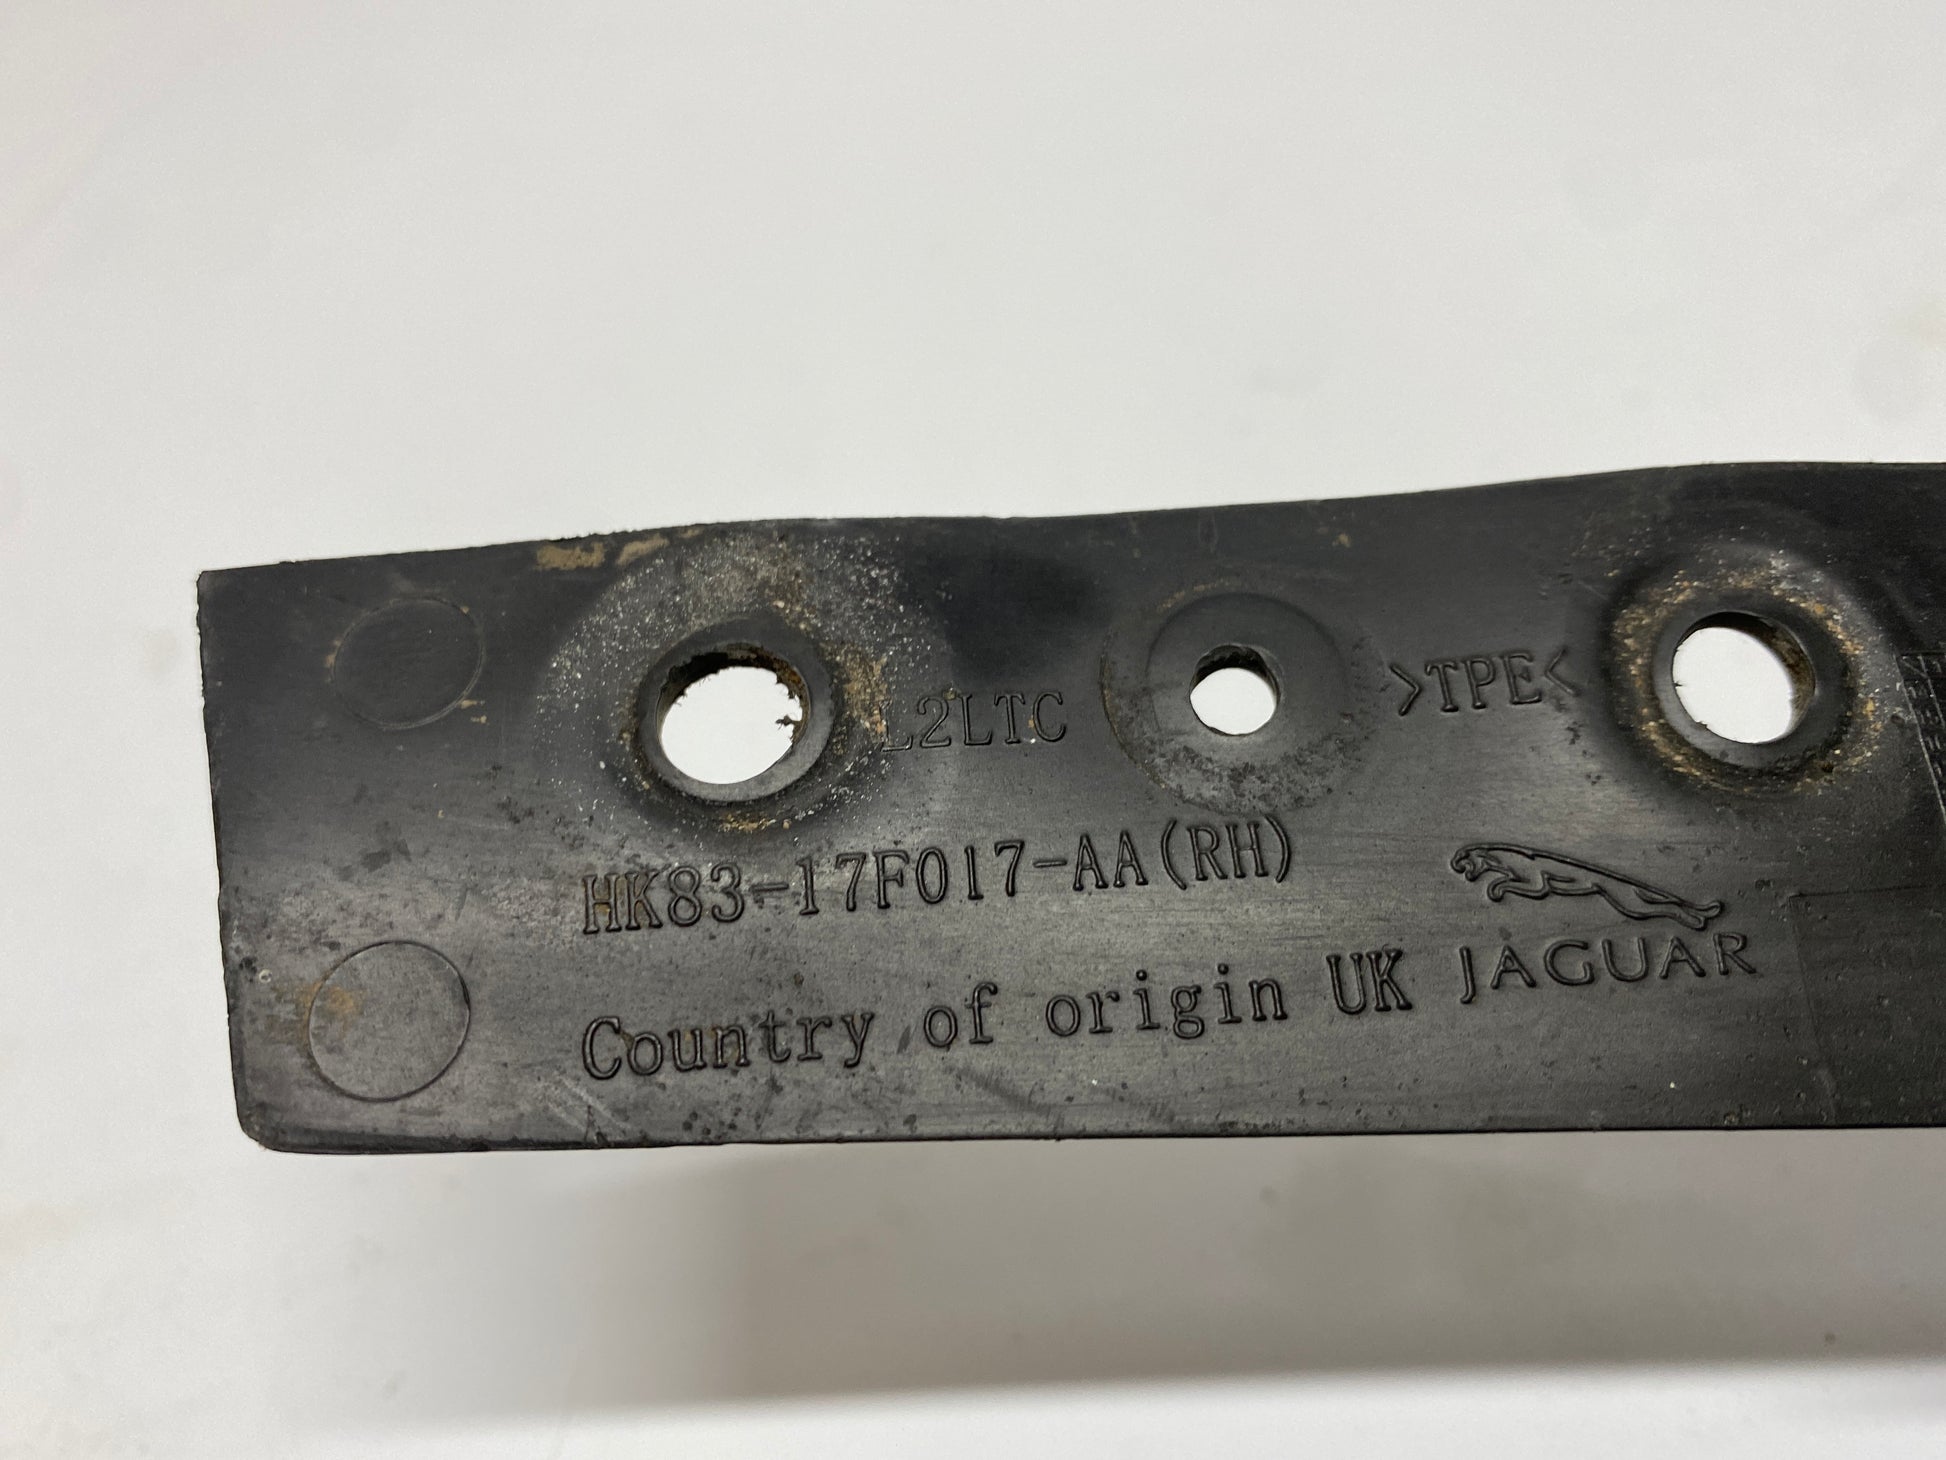 L2LTC
>TPE<
HK83-17F017-AA(RH)
Country of origin UK
JAGUAR